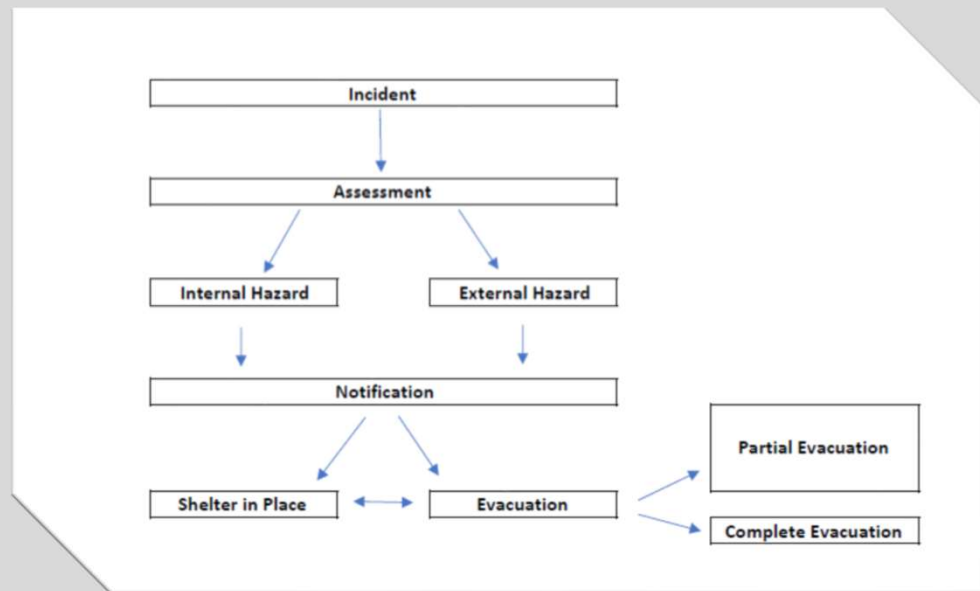 Incident
Assessment
Internal Hazard
External Hazard
Notification
Shelter in Place
Evacuation
Partial Evacuation
Complete Evacuation